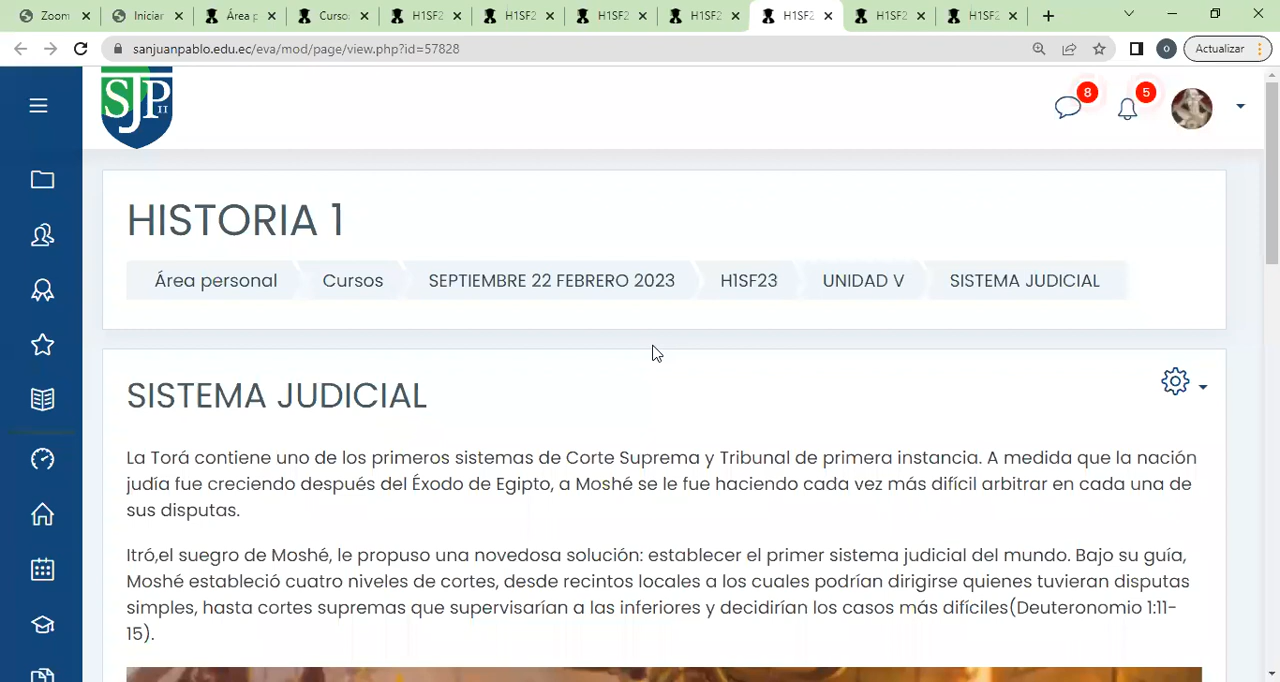 Zoom
Iniciar
Área p
Curso:
H1SF2
H1SF2
H1SF2
H1SF2
H1SF2
H1SF2
H1SF2
sanjuanpablo.edu.ec/eva/mod/page/view.php?id=57828
o
Actualizar
SJP
II
8
5
HISTORIA 1
Área personal
Cursos
SEPTIEMBRE 22 FEBRERO 2023
H1SF23
UNIDAD V
SISTEMA JUDICIAL
SISTEMA JUDICIAL
La Torá contiene uno de los primeros sistemas de Corte Suprema y Tribunal de primera instancia. A medida que la nación
judía fue creciendo después del Éxodo de Egipto, a Moshé se le fue haciendo cada vez más difícil arbitrar en cada una de
sus disputas.
Itró,el suegro de Moshé, le propuso una novedosa solución: establecer el primer sistema judicial del mundo. Bajo su guía,
Moshé estableció cuatro niveles de cortes, desde recintos locales a los cuales podrían dirigirse quienes tuvieran disputas
simples, hasta cortes supremas que supervisarían a las inferiores y decidirían los casos más difíciles(Deuteronomio 1:11-
15).